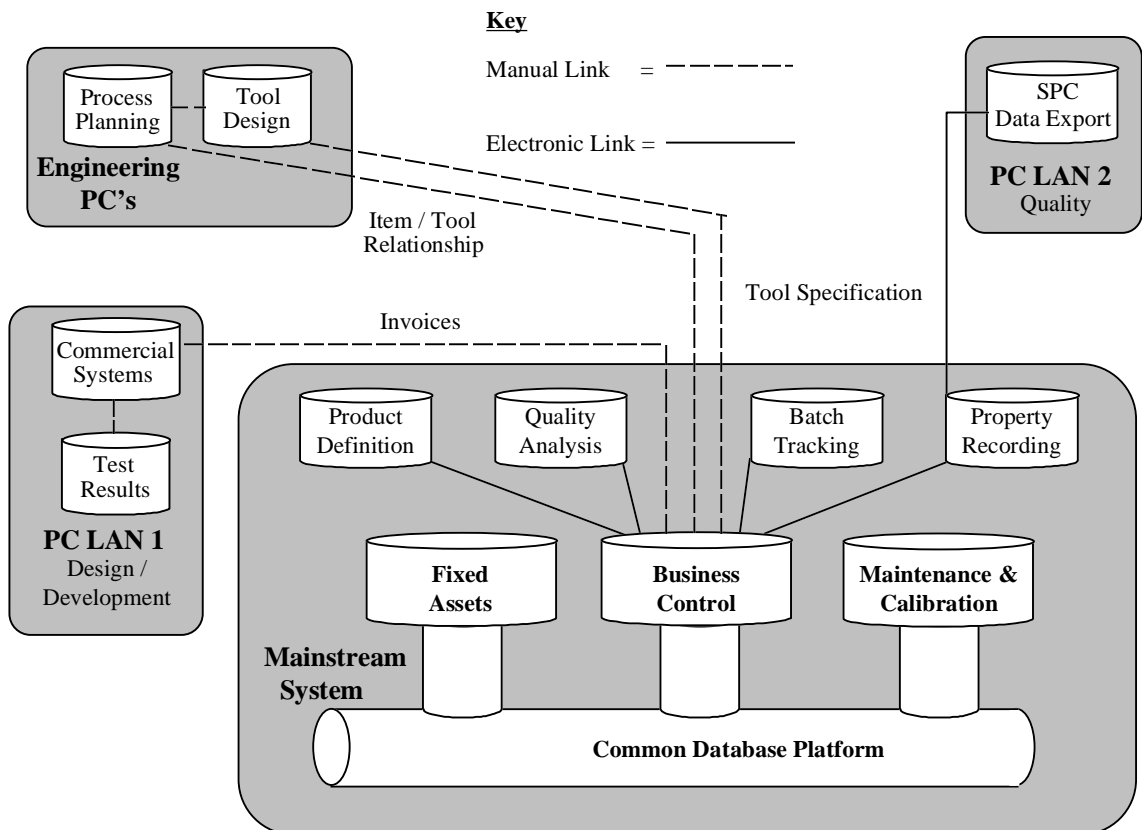 Key
Manual Link =
Electronic Link =
Process
Planning
Tool
Design
Engineering
PC's
SPC
Data Export
PC LAN 2
Quality
Item / Tool
Relationship
Tool Specification
Invoices
Commercial
Systems
Test
Results
PC LAN 1
Design /
Development
Product
Definition
Quality
Analysis
Batch
Tracking
Property
Recording
Fixed
Assets
Business
Control
Maintenance &
Calibration
Mainstream
System
Common Database Platform